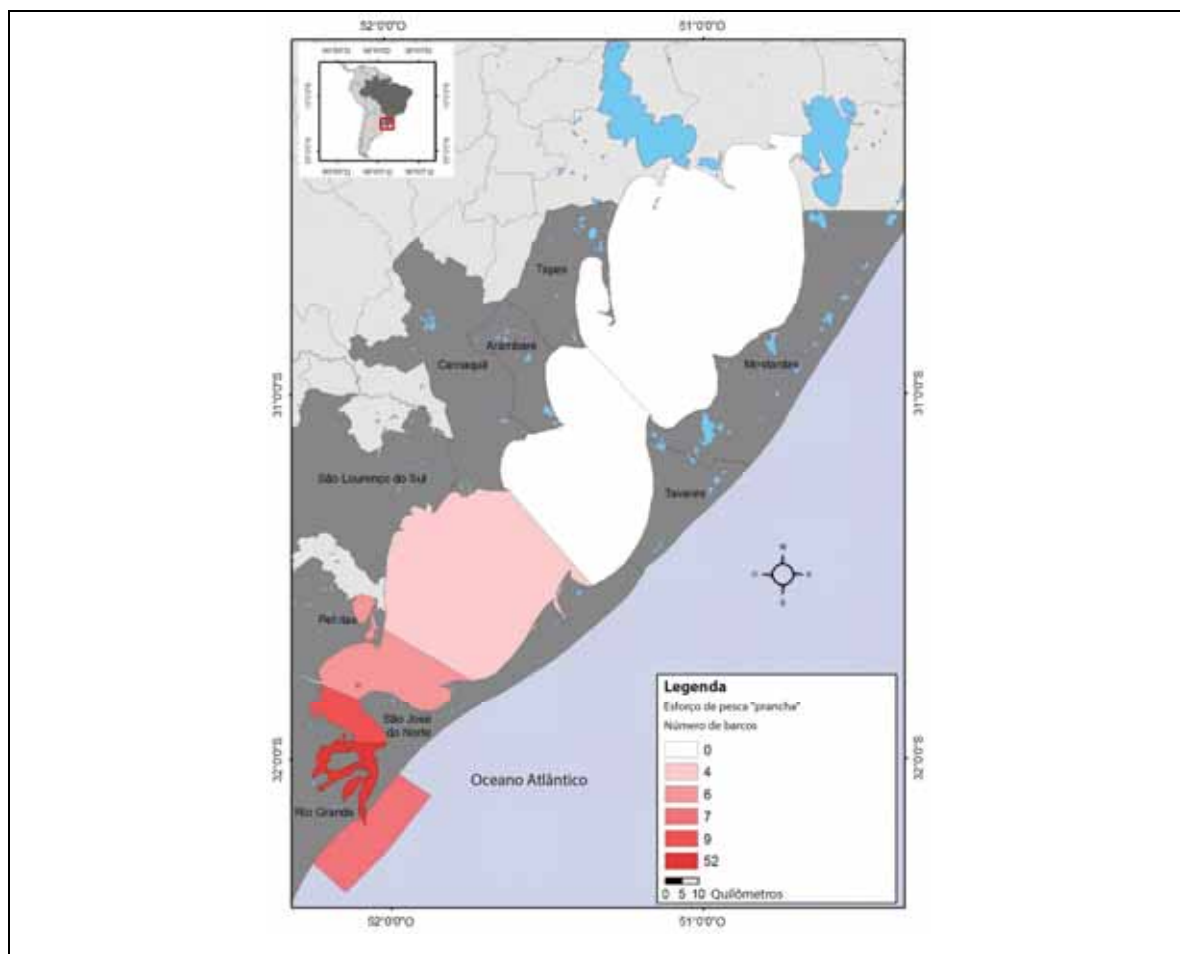 52°0'0"O
51°0'0"O
Tapes
Arambaré
Camaquã
Mostardas
31°0'0"S
31°0'0"S
São Lourenço do Sul
Tavares
Pelotas
São José
do Norte
32°0'0"S
32°0'0"S
Rio Grande
Oceano Atlântico
Legenda
Esforço de pesca "prancha"
Número de barcos
0
4
6
7
9
52
0 5 10 Quilômetros
52°0'0"O
51°0'0"O